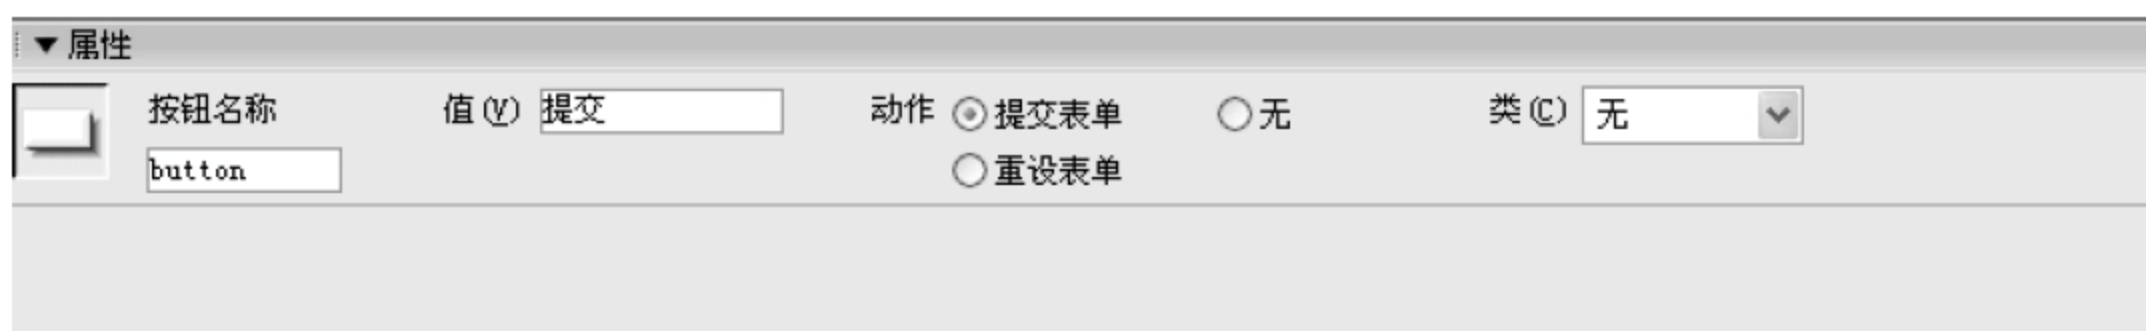 属性
按钮名称 值(V) 提交 动作 提交表单 无 类(C) 无
button 重设表单